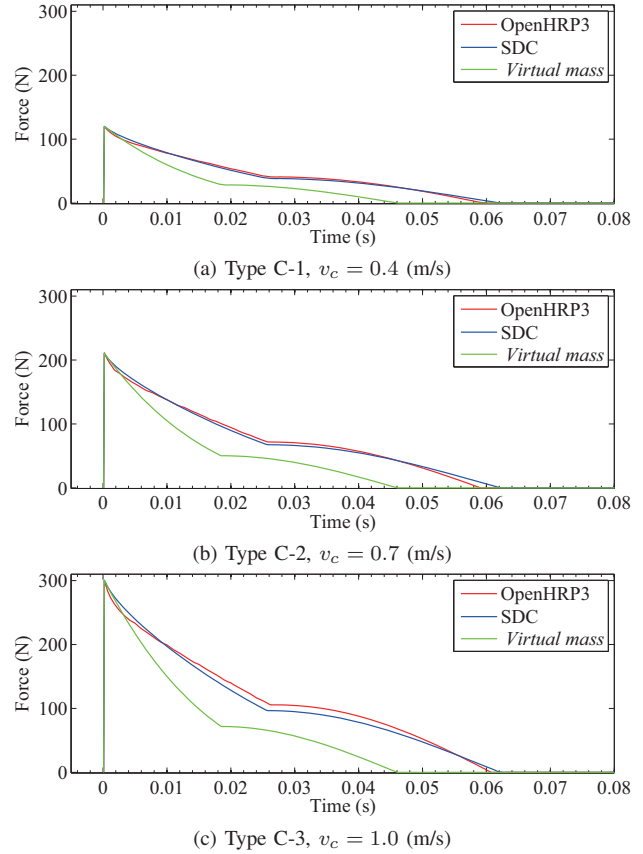 300
OpenHRP3
SDC
Virtual mass
200
Force (N)
100
0
0 0.01 0.02 0.03 0.04 0.05 0.06 0.07 0.08
Time (s)
(a) Type C-1, v_c = 0.4 (m/s)
300
OpenHRP3
SDC
Virtual mass
200
Force (N)
100
0
0 0.01 0.02 0.03 0.04 0.05 0.06 0.07 0.08
Time (s)
(b) Type C-2, v_c = 0.7 (m/s)
300
OpenHRP3
SDC
Virtual mass
200
Force (N)
100
0
0 0.01 0.02 0.03 0.04 0.05 0.06 0.07 0.08
Time (s)
(c) Type C-3, v_c = 1.0 (m/s)